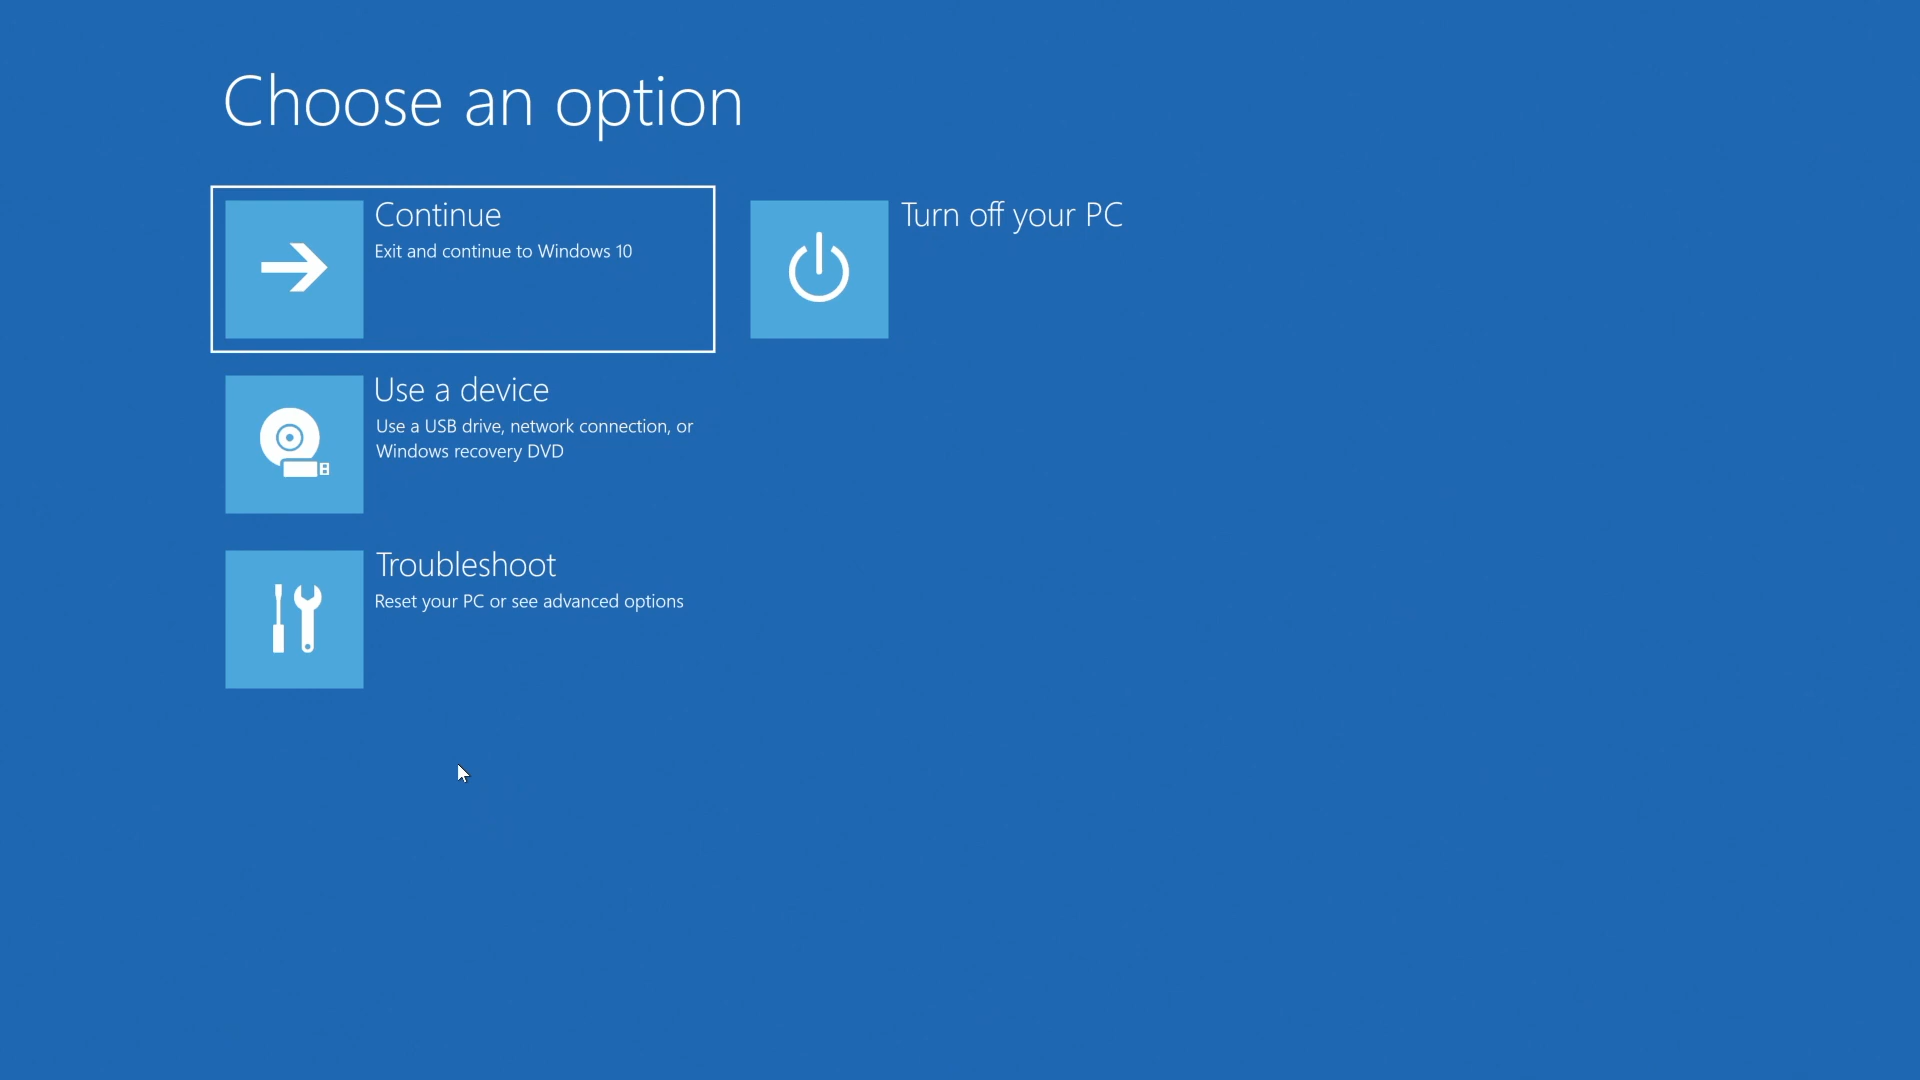 Choose an option
Continue
Exit and continue to Windows 10
Turn off your PC
Use a device
Use a USB drive, network connection, or
Windows recovery DVD
Troubleshoot
Reset your PC or see advanced options